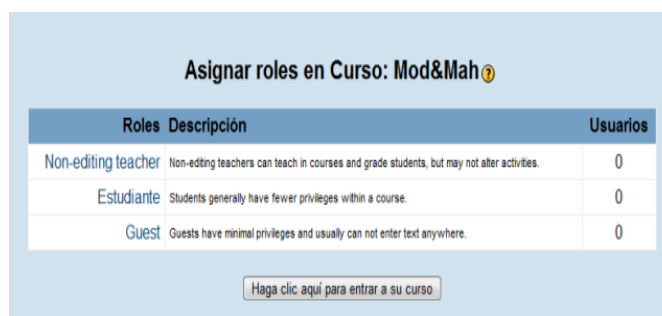 Asignar roles en Curso: Mod&Mah ?
Roles Descripción Usuarios
Non-editing teacher Non-editing teachers can teach in courses and grade students, but may not alter activities. 0
Estudiante Students generally have fewer privileges within a course. 0
Guest Guests have minimal privileges and usually can not enter text anywhere. 0
Haga clic aquí para entrar a su curso